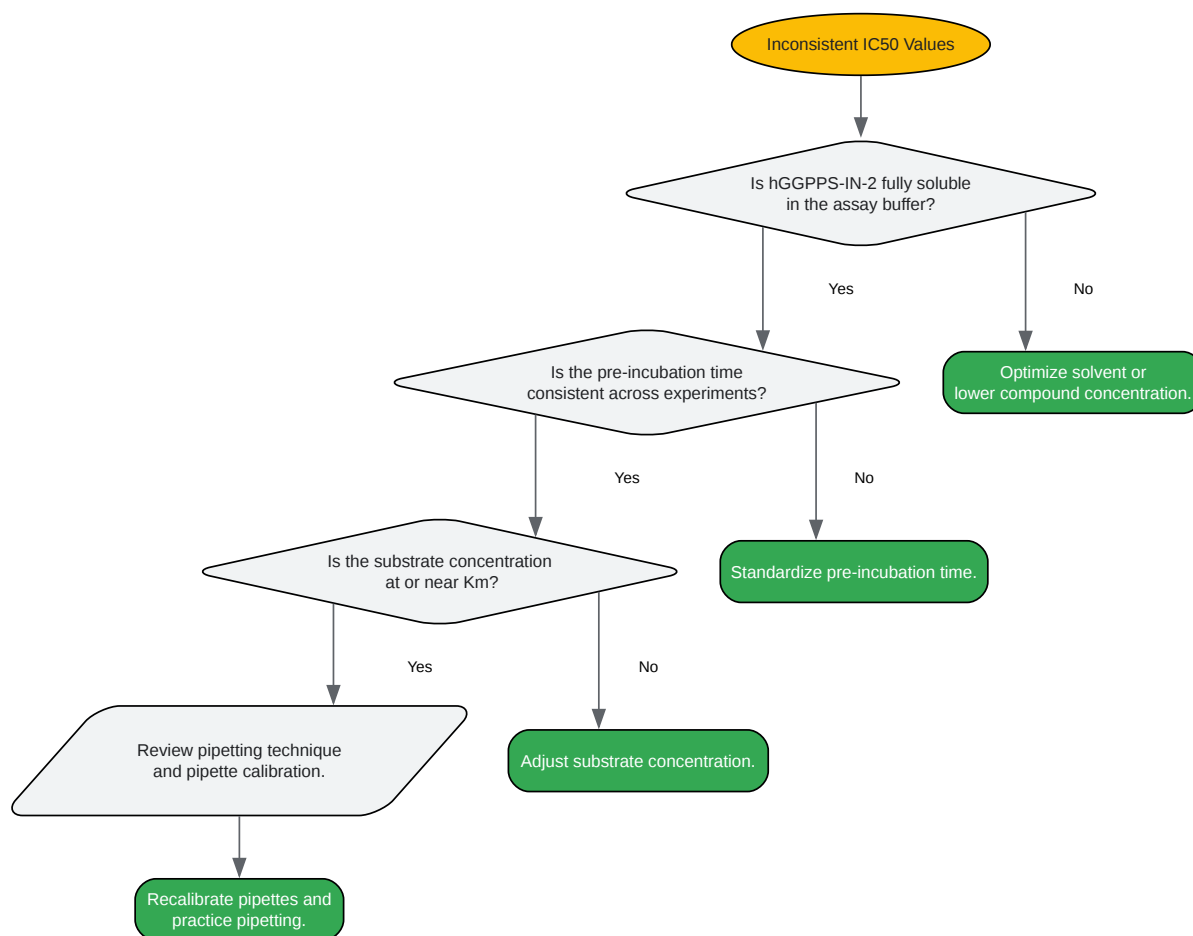 Inconsistent IC50 Values
Is hGGPPS-IN-2 fully soluble
in the assay buffer?
Yes
No
Is the pre-incubation time
consistent across experiments?
Optimize solvent or
lower compound concentration.
Yes
No
Is the substrate concentration
at or near Km?
Standardize pre-incubation time.
Yes
No
Review pipetting technique
and pipette calibration.
Adjust substrate concentration.
Recalibrate pipettes and
practice pipetting.